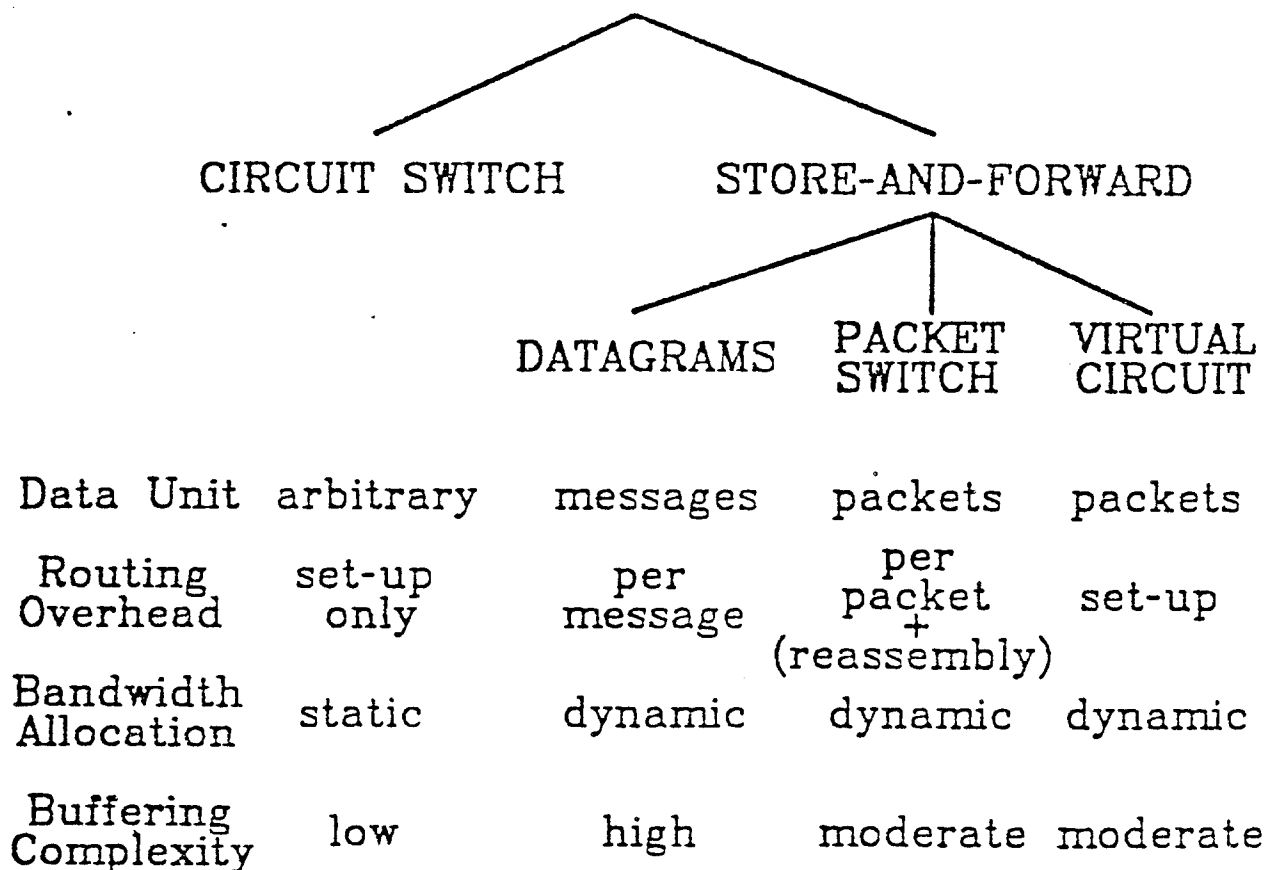 CIRCUIT SWITCH STORE-AND-FORWARD
DATAGRAMS PACKET SWITCH VIRTUAL CIRCUIT
Data Unit arbitrary messages packets packets
Routing Overhead set-up only per message per packet + (reassembly) set-up
Bandwidth Allocation static dynamic dynamic dynamic
Buffering Complexity low high moderate moderate